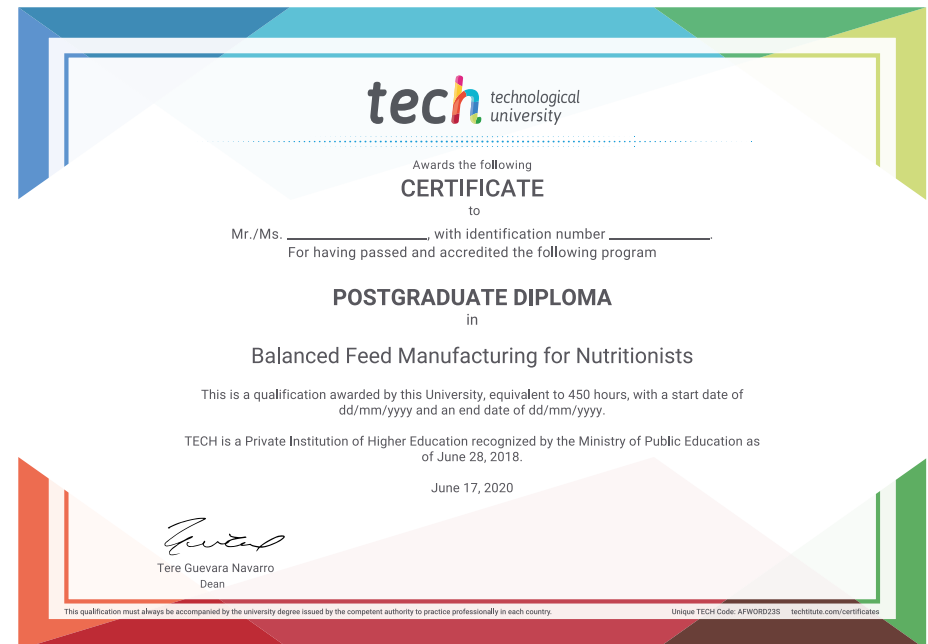 tech technological
university
Awards the following
CERTIFICATE
to
Mr./Ms. ____________________, with identification number ______________.
For having passed and accredited the following program
POSTGRADUATE DIPLOMA
in
Balanced Feed Manufacturing for Nutritionists
This is a qualification awarded by this University, equivalent to 450 hours, with a start date of
dd/mm/yyyy and an end date of dd/mm/yyyy.
TECH is a Private Institution of Higher Education recognized by the Ministry of Public Education as
of June 28, 2018.
June 17, 2020
Tere Guevara Navarro
Dean
This qualification must always be accompanied by the university degree issued by the competent authority to practice professionally in each country. Unique TECH Code: AFWORD23S techtitute.com/certificates